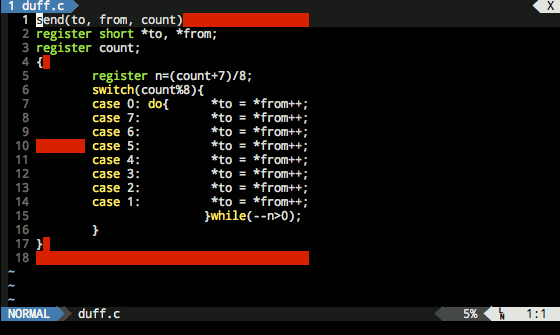 1 duff.c X
1 send(to, from, count)
2 register short *to, *from;
3 register count;
4 {
5 register n=(count+7)/8;
6 switch(count%8){
7 case 0: do{ *to = *from++;
8 case 7: *to = *from++;
9 case 6: *to = *from++;
10 case 5: *to = *from++;
11 case 4: *to = *from++;
12 case 3: *to = *from++;
13 case 2: *to = *from++;
14 case 1: *to = *from++;
15 }while(--n>0);
16 }
17 }
18
~
~
~
NORMAL duff.c 5% LN 1:1